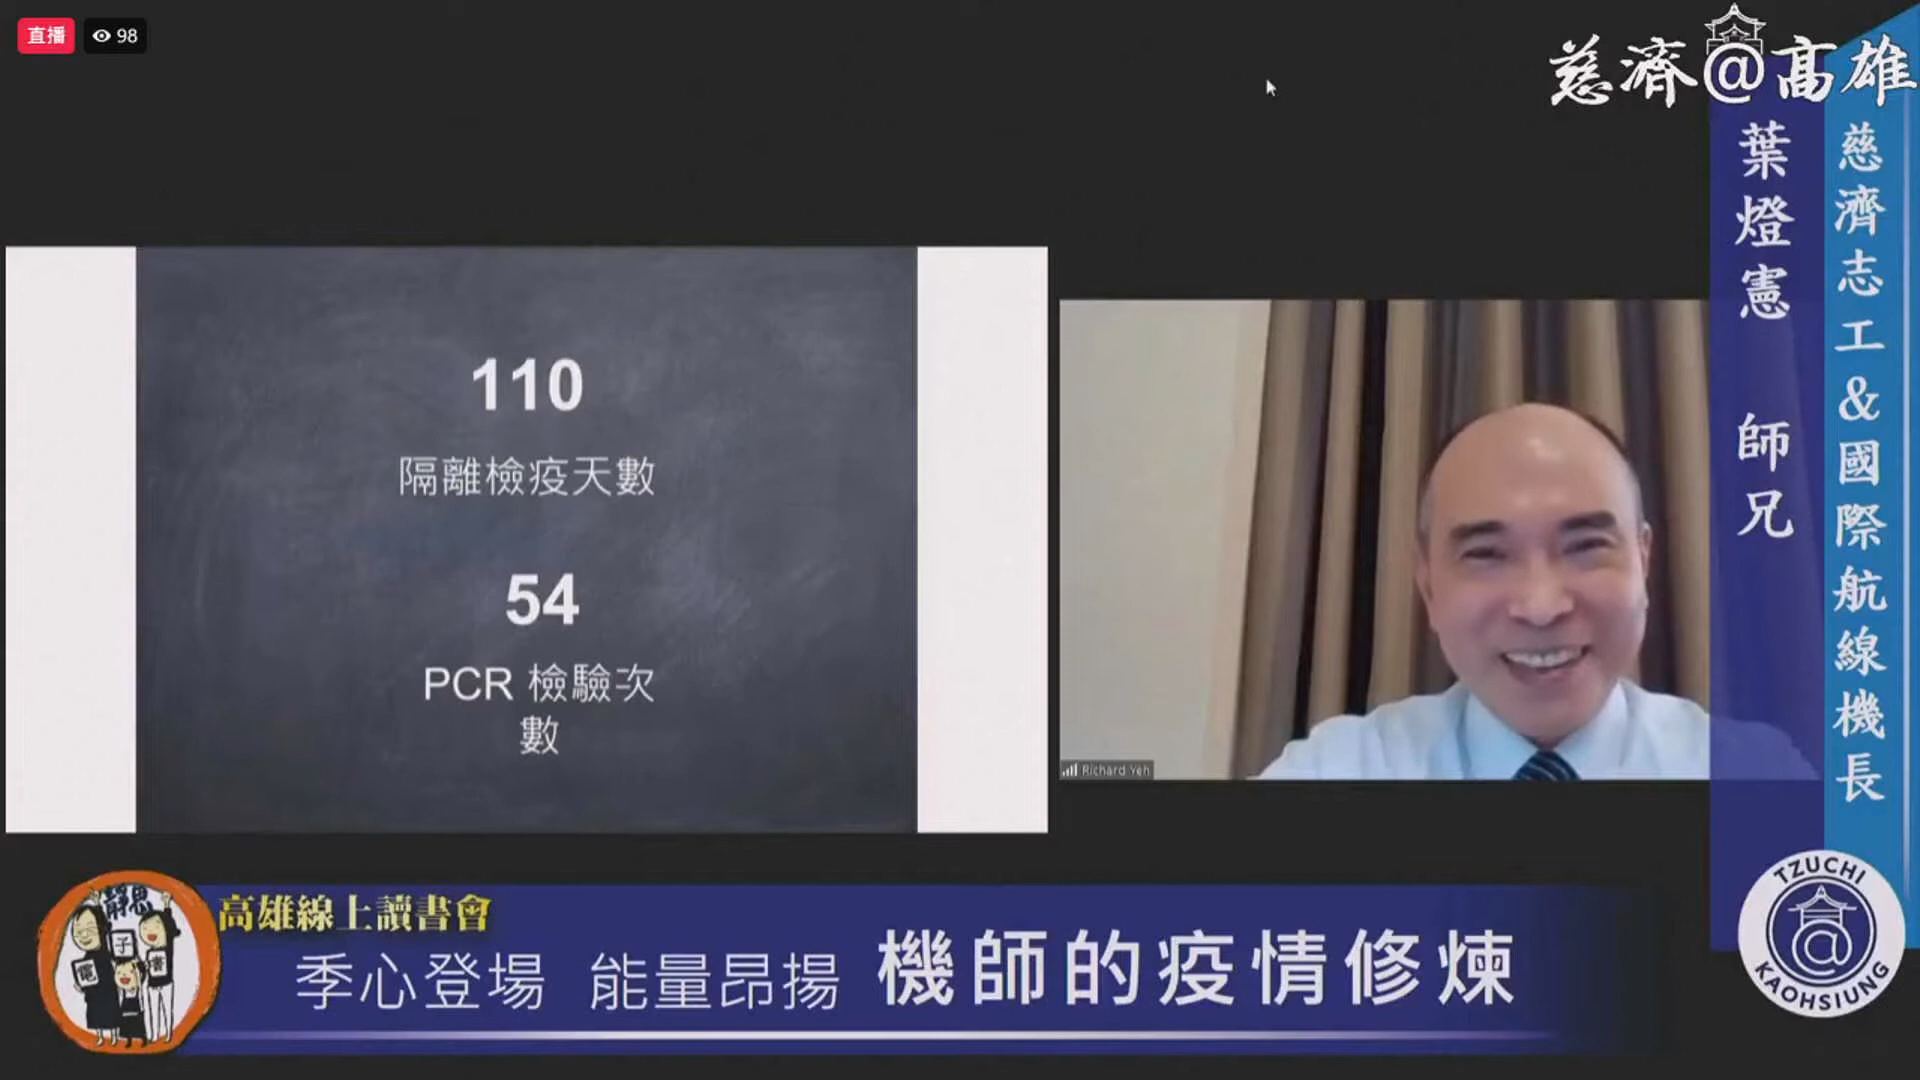 直播 98
慈濟@高雄
慈濟志工&國際航線機長
葉燈憲 師兄
110
隔離檢疫天數
54
PCR 檢驗次
數
Richard Yeh
靜思
高雄線上讀書會
季心登場 能量昂揚 機師的疫情修煉
TZUCHI
@
KAOHSIUNG